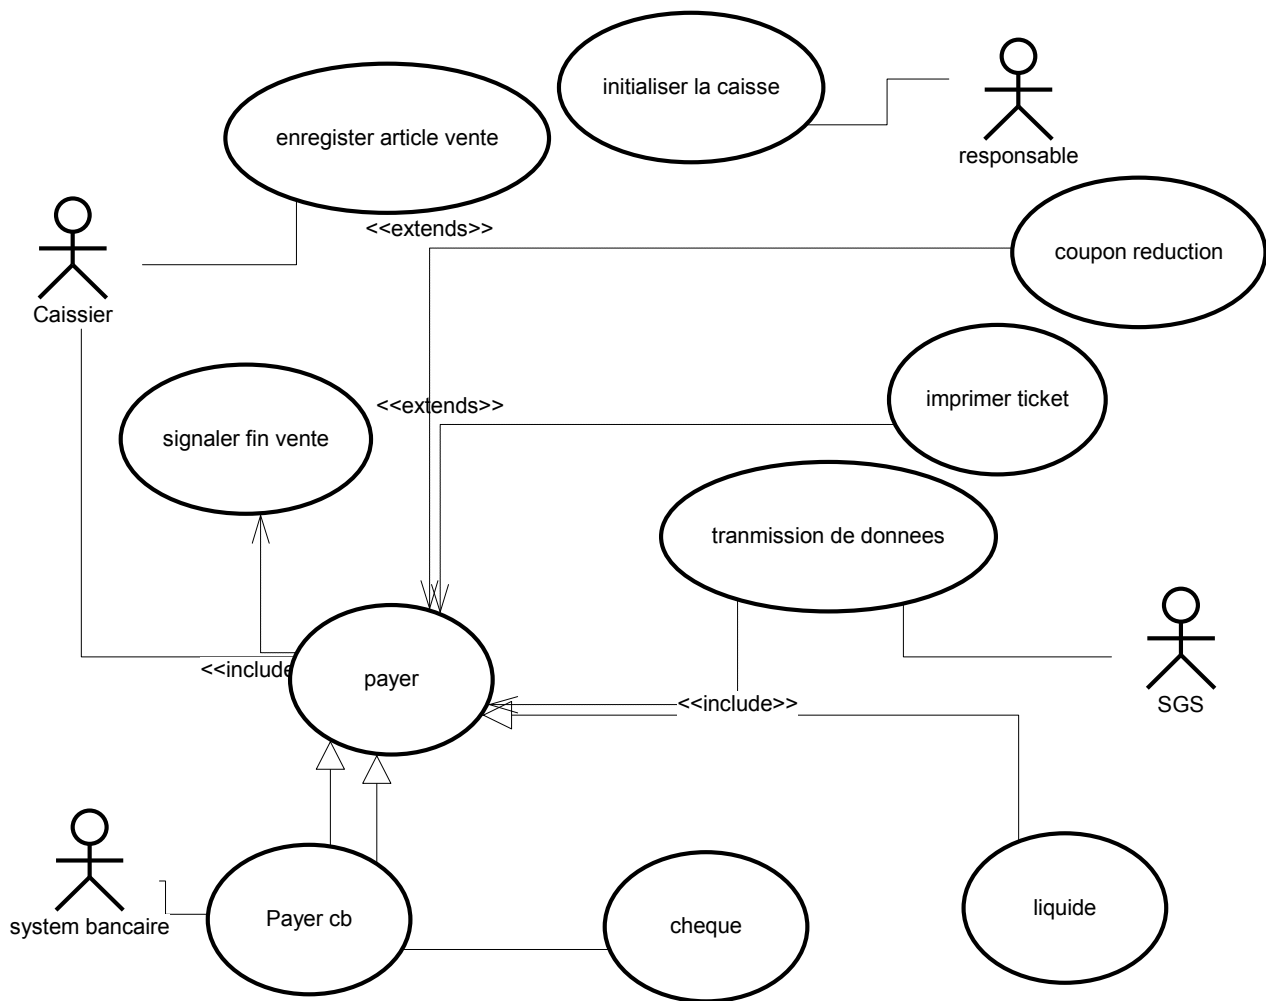 initialiser la caisse
enregister article vente
responsable
<<extends>>
coupon reduction
Caissier
imprimer ticket
<<extends>>
signaler fin vente
tranmission de donnees
<<include
payer
<<include>>
SGS
system bancaire
Payer cb
cheque
liquide